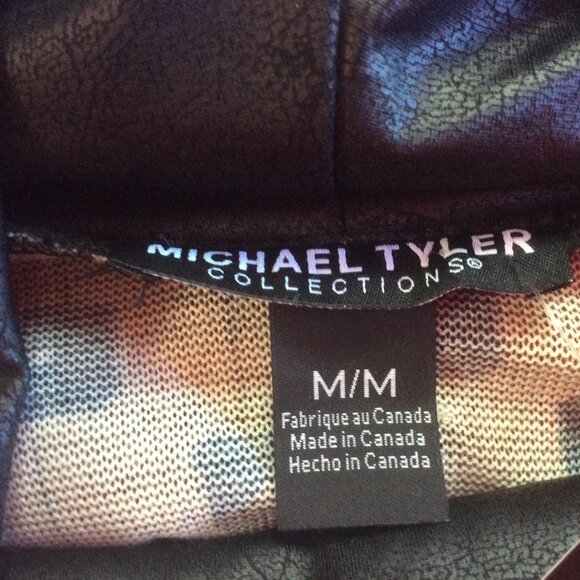 MICHAEL TYLER
COLLECTIONS®
M/M
Fabrique au Canada
Made in Canada
Hecho in Canada